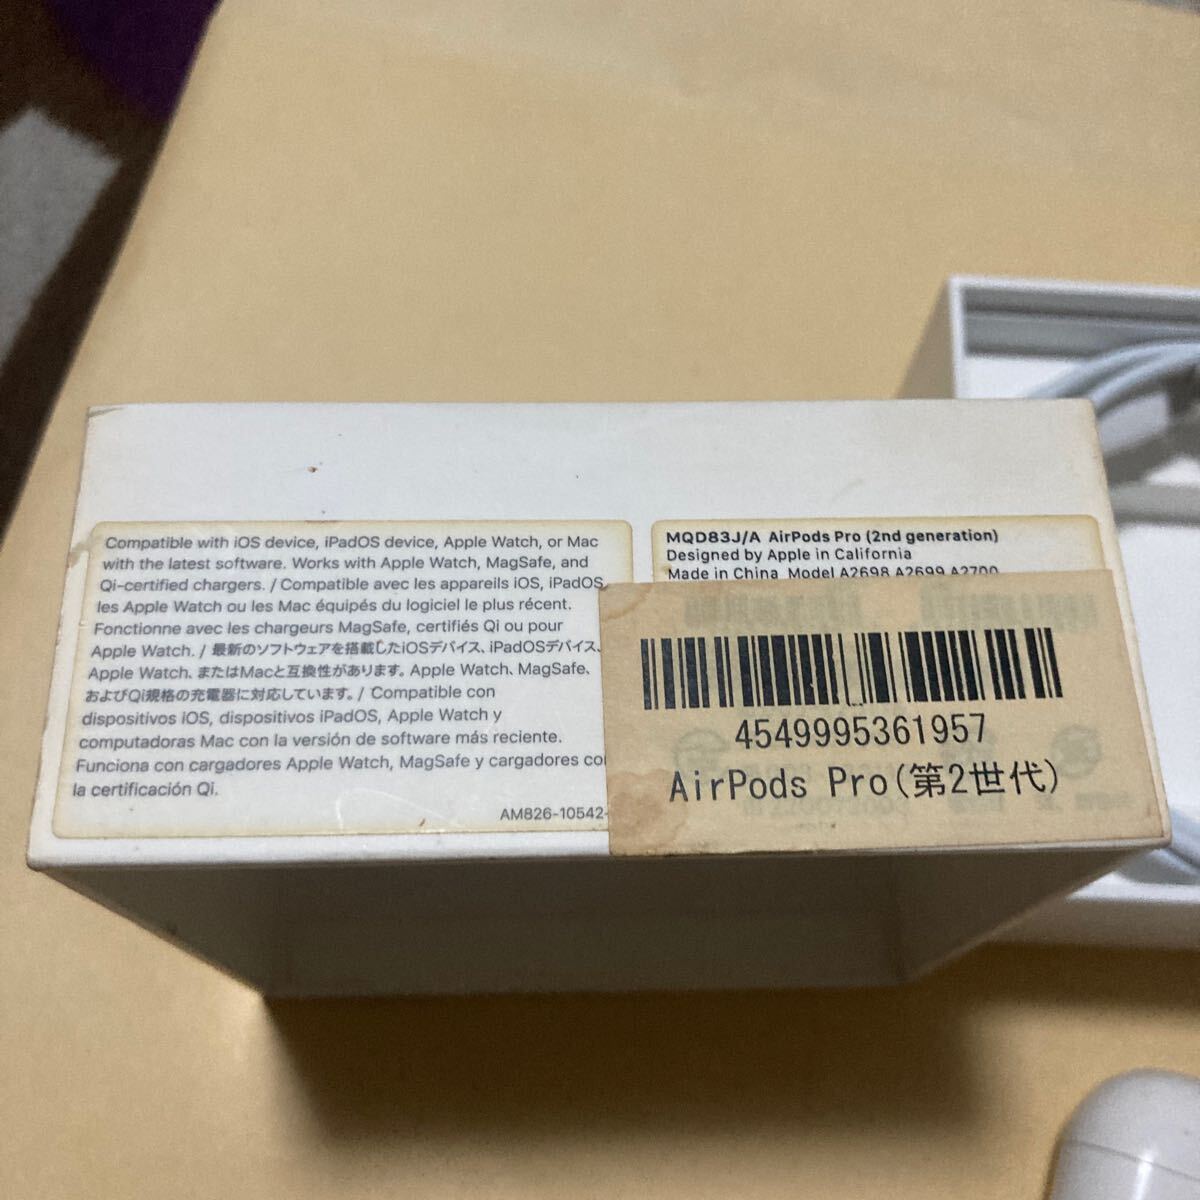 Compatible with iOS device, iPadOS device, Apple Watch, or Mac
with the latest software. Works with Apple Watch, MagSafe, and
Qi-certified chargers. / Compatible avec les appareils iOS, iPadOS,
les Apple Watch ou les Mac équipés du logiciel le plus récent.
Fonctionne avec les chargeurs MagSafe, certifiés Qi ou pour
Apple Watch. / 最新のソフトウェアを搭載したiOSデバイス、iPadOSデバイス、
Apple Watch、またはMacと互換性があります。Apple Watch、MagSafe、
およびQi規格の充電器に対応しています。/ Compatible con
dispositivos iOS, dispositivos iPadOS, Apple Watch y
computadoras Mac con la versión de software más reciente.
Funciona con cargadores Apple Watch, MagSafe y cargadores co
la certificación Qi.
AM826-10542-
MQD83J/A AirPods Pro (2nd generation)
Designed by Apple in California
Made in China Model A2698 A2699 A2700
4549995361957
AirPods Pro(第2世代)